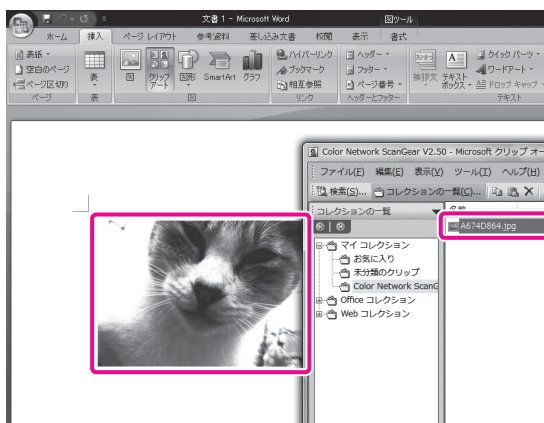 文書 1 - Microsoft Word
図ツール
ホーム 挿入 ページ レイアウト 参考資料 差し込み文書 校閲 表示 書式
表紙
空白のページ
ページ区切り
ページ
表
表
図
クリップ
アート
図形
SmartArt
グラフ
図
ハイパーリンク
ブックマーク
相互参照
リンク
ヘッダー
フッター
ページ番号
ヘッダーとフッター
挨拶文
テキスト
ボックス
クイック パーツ
ワードアート
ドロップ キャップ
テキスト
Color Network ScanGear V2.50 - Microsoft クリップ オー
ファイル(F) 編集(E) 表示(V) ツール(T) ヘルプ(H)
検索(S)... コレクションの一覧(C)...
コレクションの一覧
名前
A674D864.jpg
マイ コレクション
お気に入り
未分類のクリップ
Color Network ScanG
Office コレクション
Web コレクション